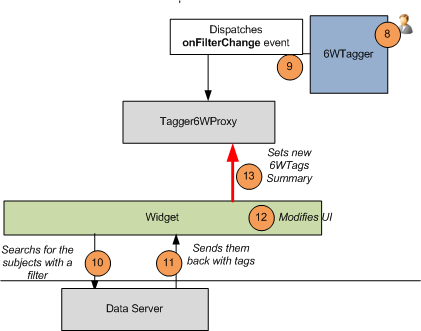 Dispatches
onFilterChange event
8
6WTagger
9
Tagger6WProxy
Sets new
6WTags
Summary
13
Widget
12
Modifies UI
Searchs for the
subjects with a
filter
10
11
Sends them
back with tags
Data Server